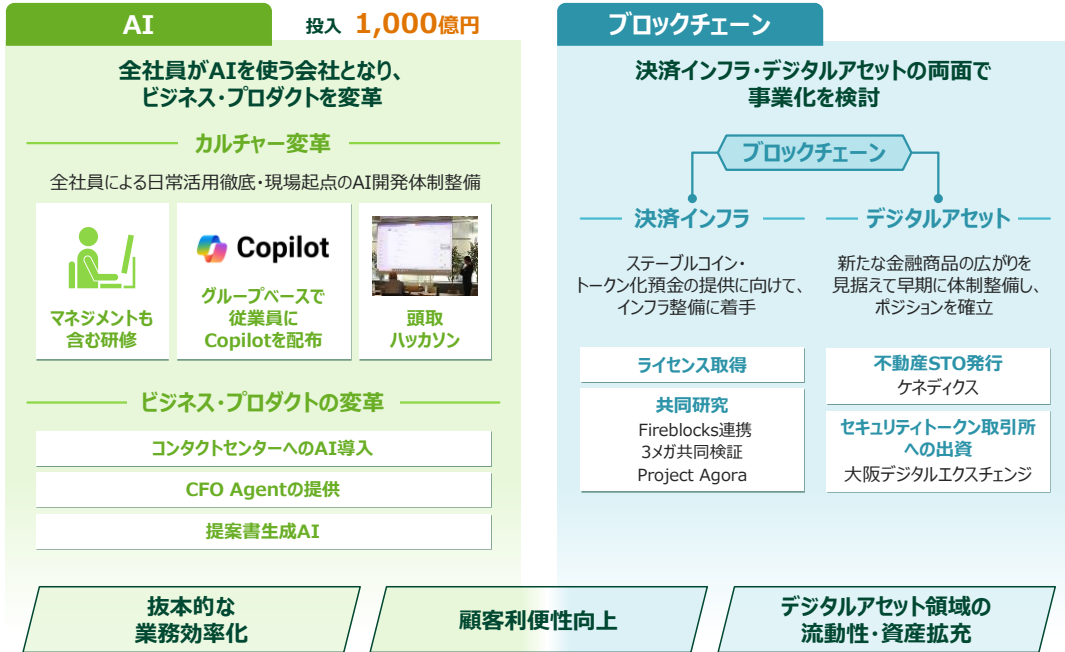 AI
投入 1,000億円
全社員がAIを使う会社となり、
ビジネス・プロダクトを変革
カルチャー変革
全社員による日常活用徹底・現場起点のAI開発体制整備
マネジメントも
含む研修
Copilot
グループベースで
従業員に
Copilotを配布
頭取
ハッカソン
ビジネス・プロダクトの変革
コンタクトセンターへのAI導入
CFO Agentの提供
提案書生成AI
ブロックチェーン
決済インフラ・デジタルアセットの両面で
事業化を検討
ブロックチェーン
決済インフラ
ステーブルコイン・
トークン化預金の提供に向けて、
インフラ整備に着手
ライセンス取得
共同研究
Fireblocks連携
3メガ共同検証
Project Agora
デジタルアセット
新たな金融商品の広がりを
見据えて早期に体制整備し、
ポジションを確立
不動産STO発行
ケネディクス
セキュリティトークン取引所
への出資
大阪デジタルエクスチェンジ
抜本的な
業務効率化
顧客利便性向上
デジタルアセット領域の
流動性・資産拡充